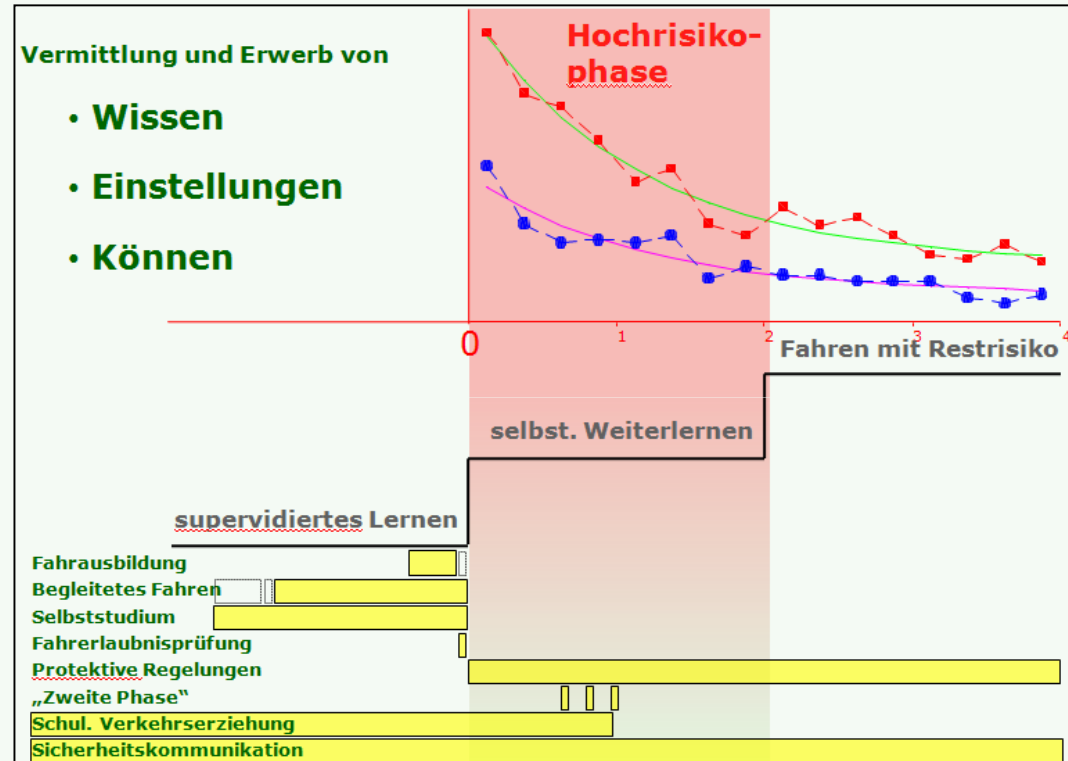 Vermittlung und Erwerb von
• Wissen
• Einstellungen
• Können
Hochrisiko-
phase
0
1
2
3
4
Fahren mit Restrisiko
selbst. Weiterlernen
supervidiertes Lernen
Fahrausbildung
Begleitetes Fahren
Selbststudium
Fahrerlaubnisprüfung
Protektive Regelungen
„Zweite Phase“
Schul. Verkehrserziehung
Sicherheitskommunikation